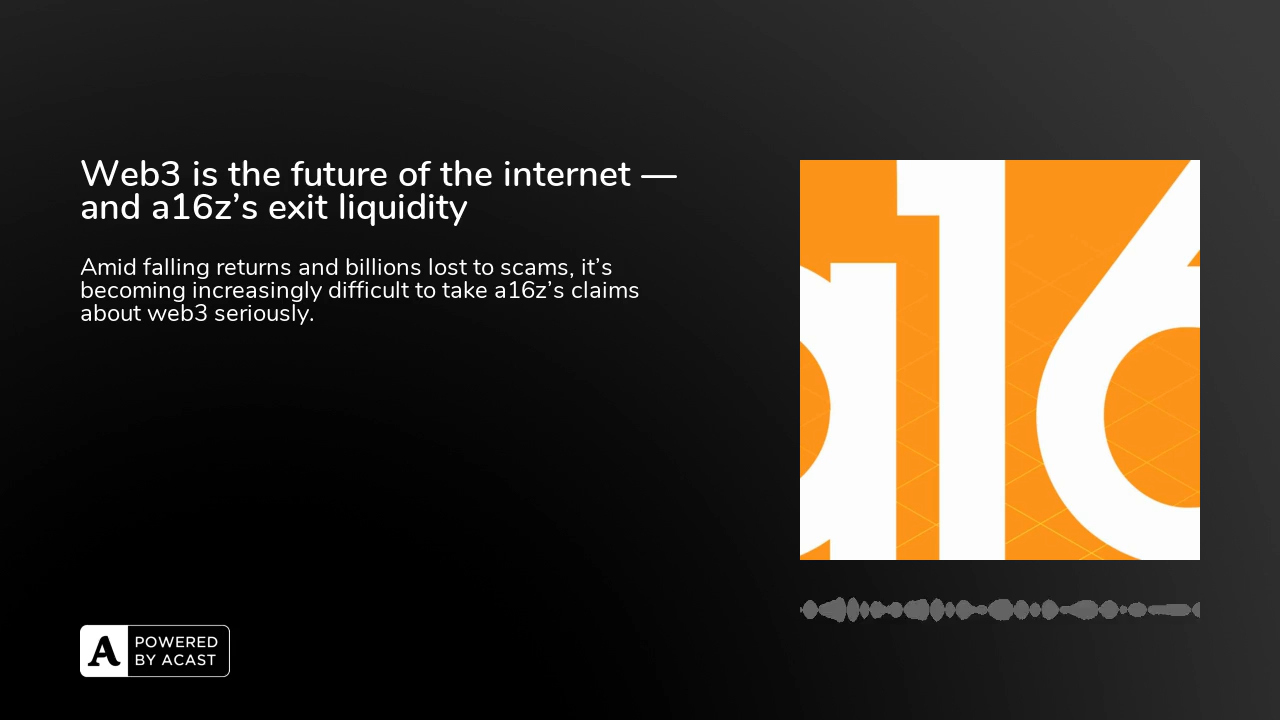 Web3 is the future of the internet —
and a16z’s exit liquidity
Amid falling returns and billions lost to scams, it’s
becoming increasingly difficult to take a16z’s claims
about web3 seriously.
a16
A POWERED
BY ACAST